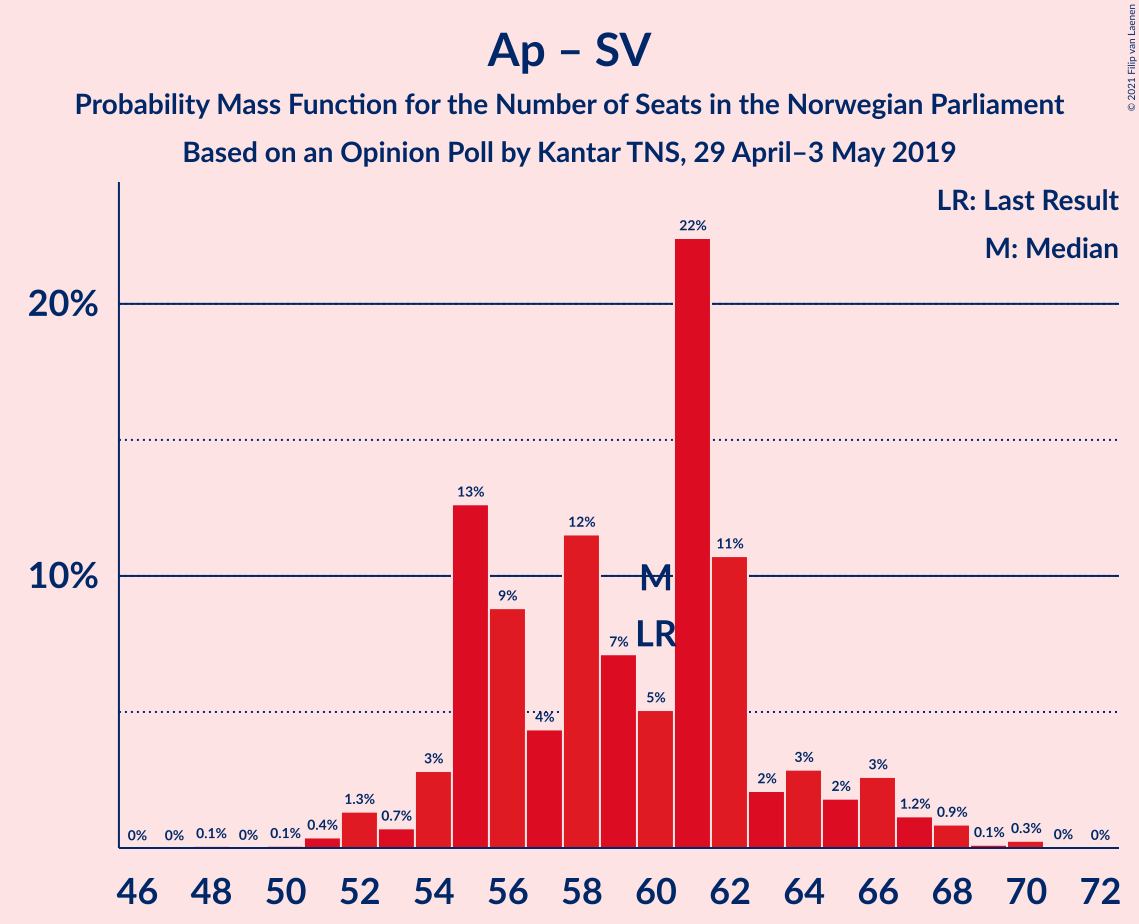 Ap – SV
Probability Mass Function for the Number of Seats in the Norwegian Parliament
Based on an Opinion Poll by Kantar TNS, 29 April–3 May 2019
© 2021 Filip van Laenen
LR: Last Result
M: Median
20%
10%
0% 0% 0.1% 0% 0.1% 0.4% 1.3% 0.7% 3% 13% 9% 4% 12% 7% 5% 22% 11% 2% 3% 2% 3% 1.2% 0.9% 0.1% 0.3% 0% 0%
M
LR
46 48 50 52 54 56 58 60 62 64 66 68 70 72